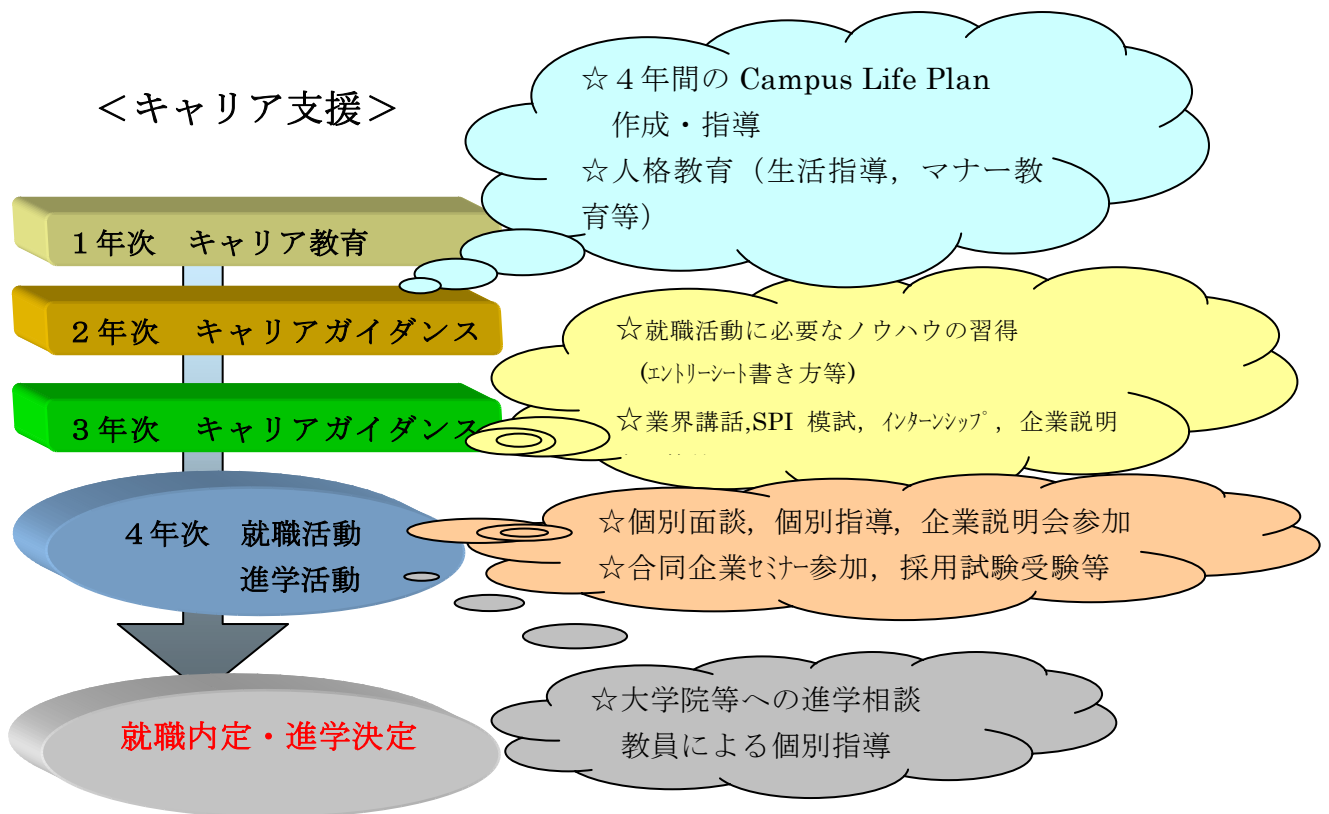 ＜キャリア支援＞
☆４年間の Campus Life Plan
作成・指導
☆人格教育（生活指導，マナー教
育等）
１年次　キャリア教育
２年次　キャリアガイダンス
３年次　キャリアガイダンス
☆就職活動に必要なノウハウの習得
(ｴﾝﾄﾘｰｼｰﾄ書き方等)
☆業界講話,SPI 模試，ｲﾝﾀｰﾝｼｯﾌﾟ，企業説明
４年次　就職活動
進学活動
☆個別面談，個別指導，企業説明会参加
☆合同企業ｾﾐﾅｰ参加，採用試験受験等
就職内定・進学決定
☆大学院等への進学相談
教員による個別指導